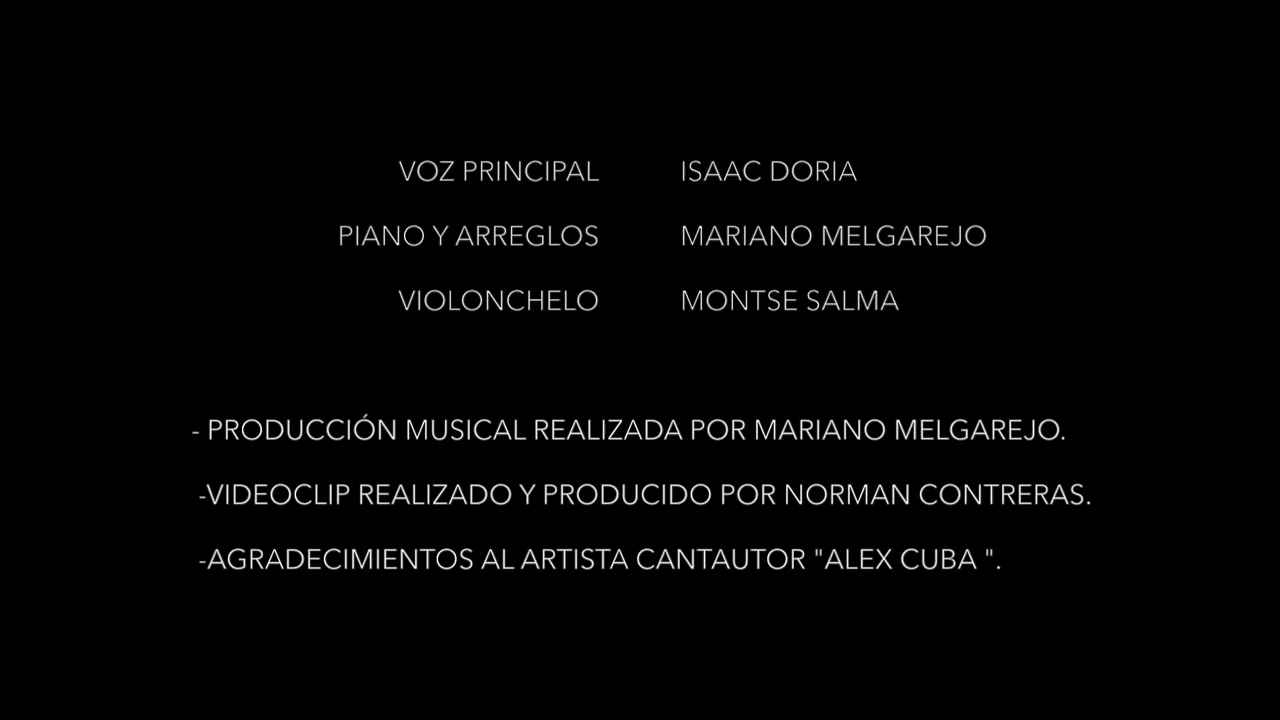 VOZ PRINCIPAL ISAAC DORIA
PIANO Y ARREGLOS MARIANO MELGAREJO
VIOLONCHELO MONTSE SALMA
- PRODUCCIÓN MUSICAL REALIZADA POR MARIANO MELGAREJO.
-VIDEOCLIP REALIZADO Y PRODUCIDO POR NORMAN CONTRERAS.
-AGRADECIMIENTOS AL ARTISTA CANTAUTOR "ALEX CUBA ".